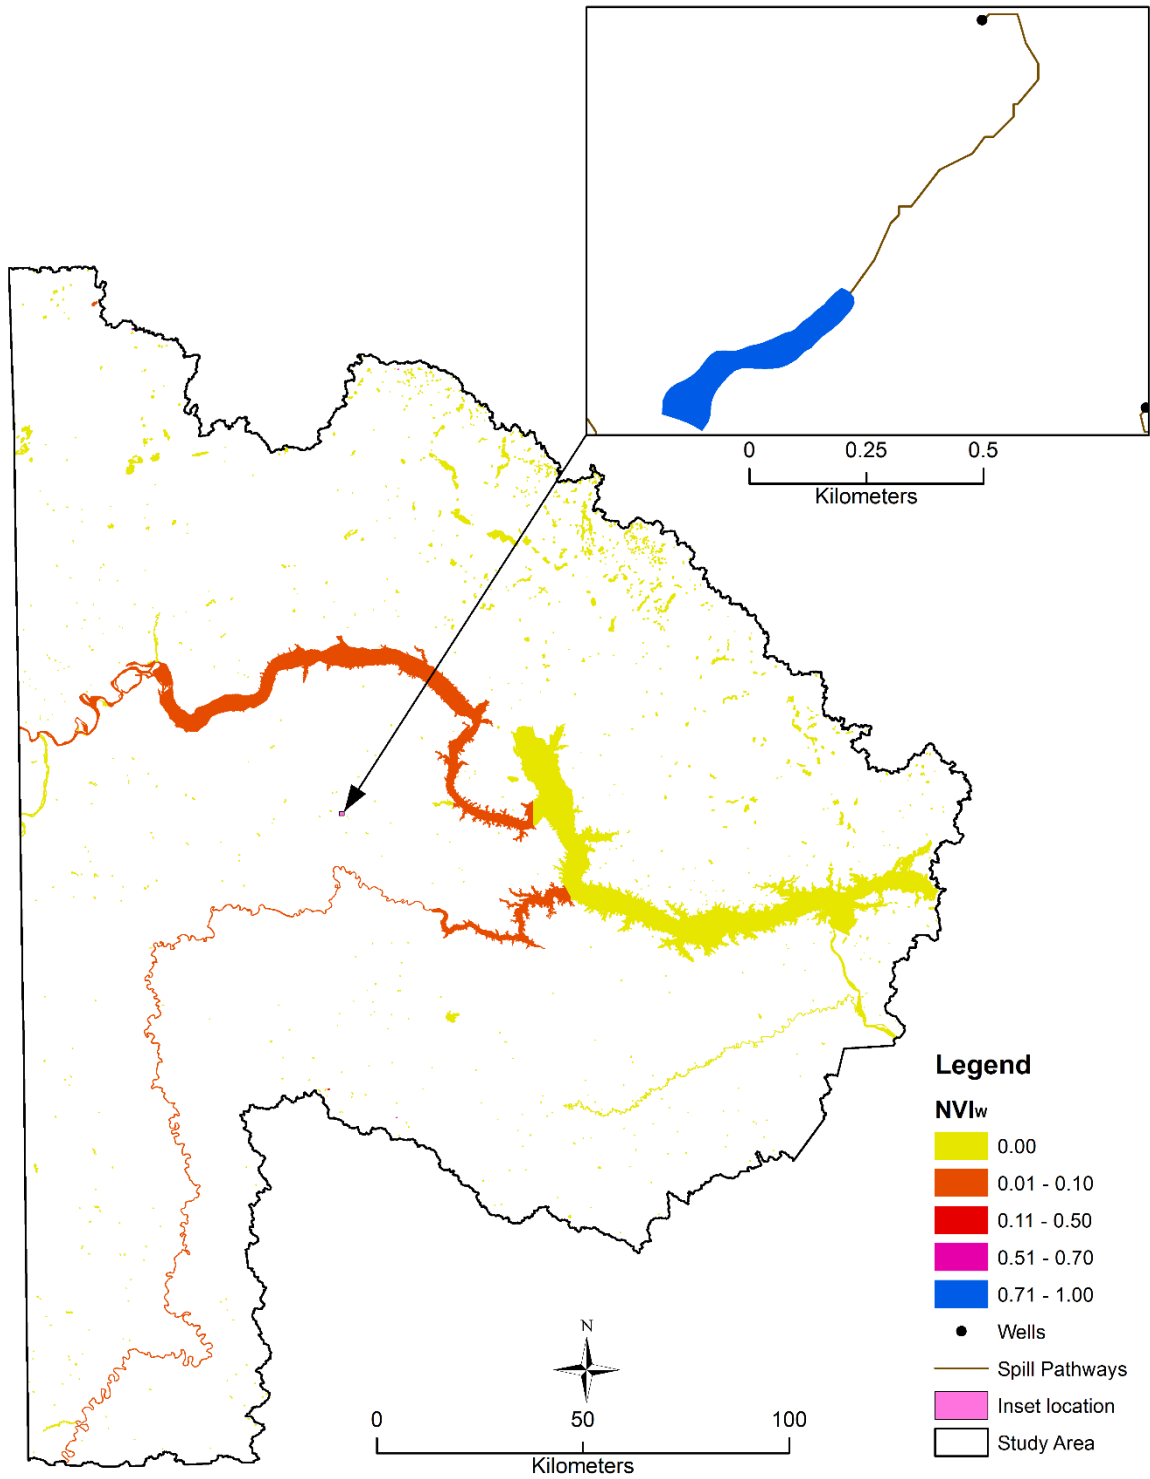 0 0.25 0.5
Kilometers
Legend
NVIw
0.00
0.01 - 0.10
0.11 - 0.50
0.51 - 0.70
0.71 - 1.00
Wells
Spill Pathways
Inset location
Study Area
N
0 50 100
Kilometers